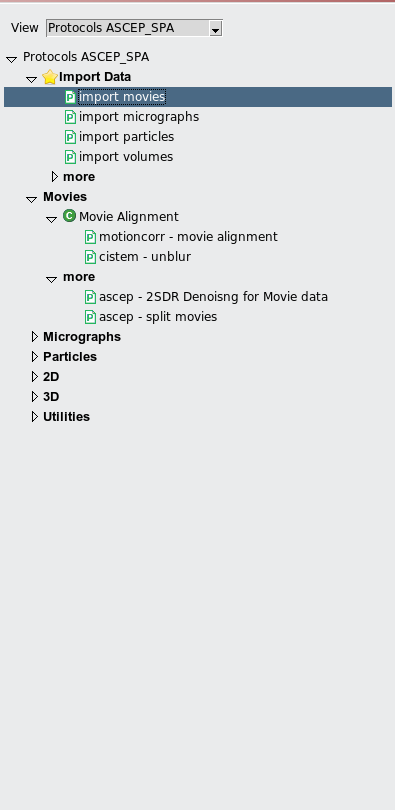 View Protocols ASCEP_SPA
Protocols ASCEP_SPA
Import Data
import movies
import micrographs
import particles
import volumes
more
Movies
C Movie Alignment
motioncorr - movie alignment
cistem - unblur
more
ascep - 2SDR Denoisng for Movie data
ascep - split movies
Micrographs
Particles
2D
3D
Utilities